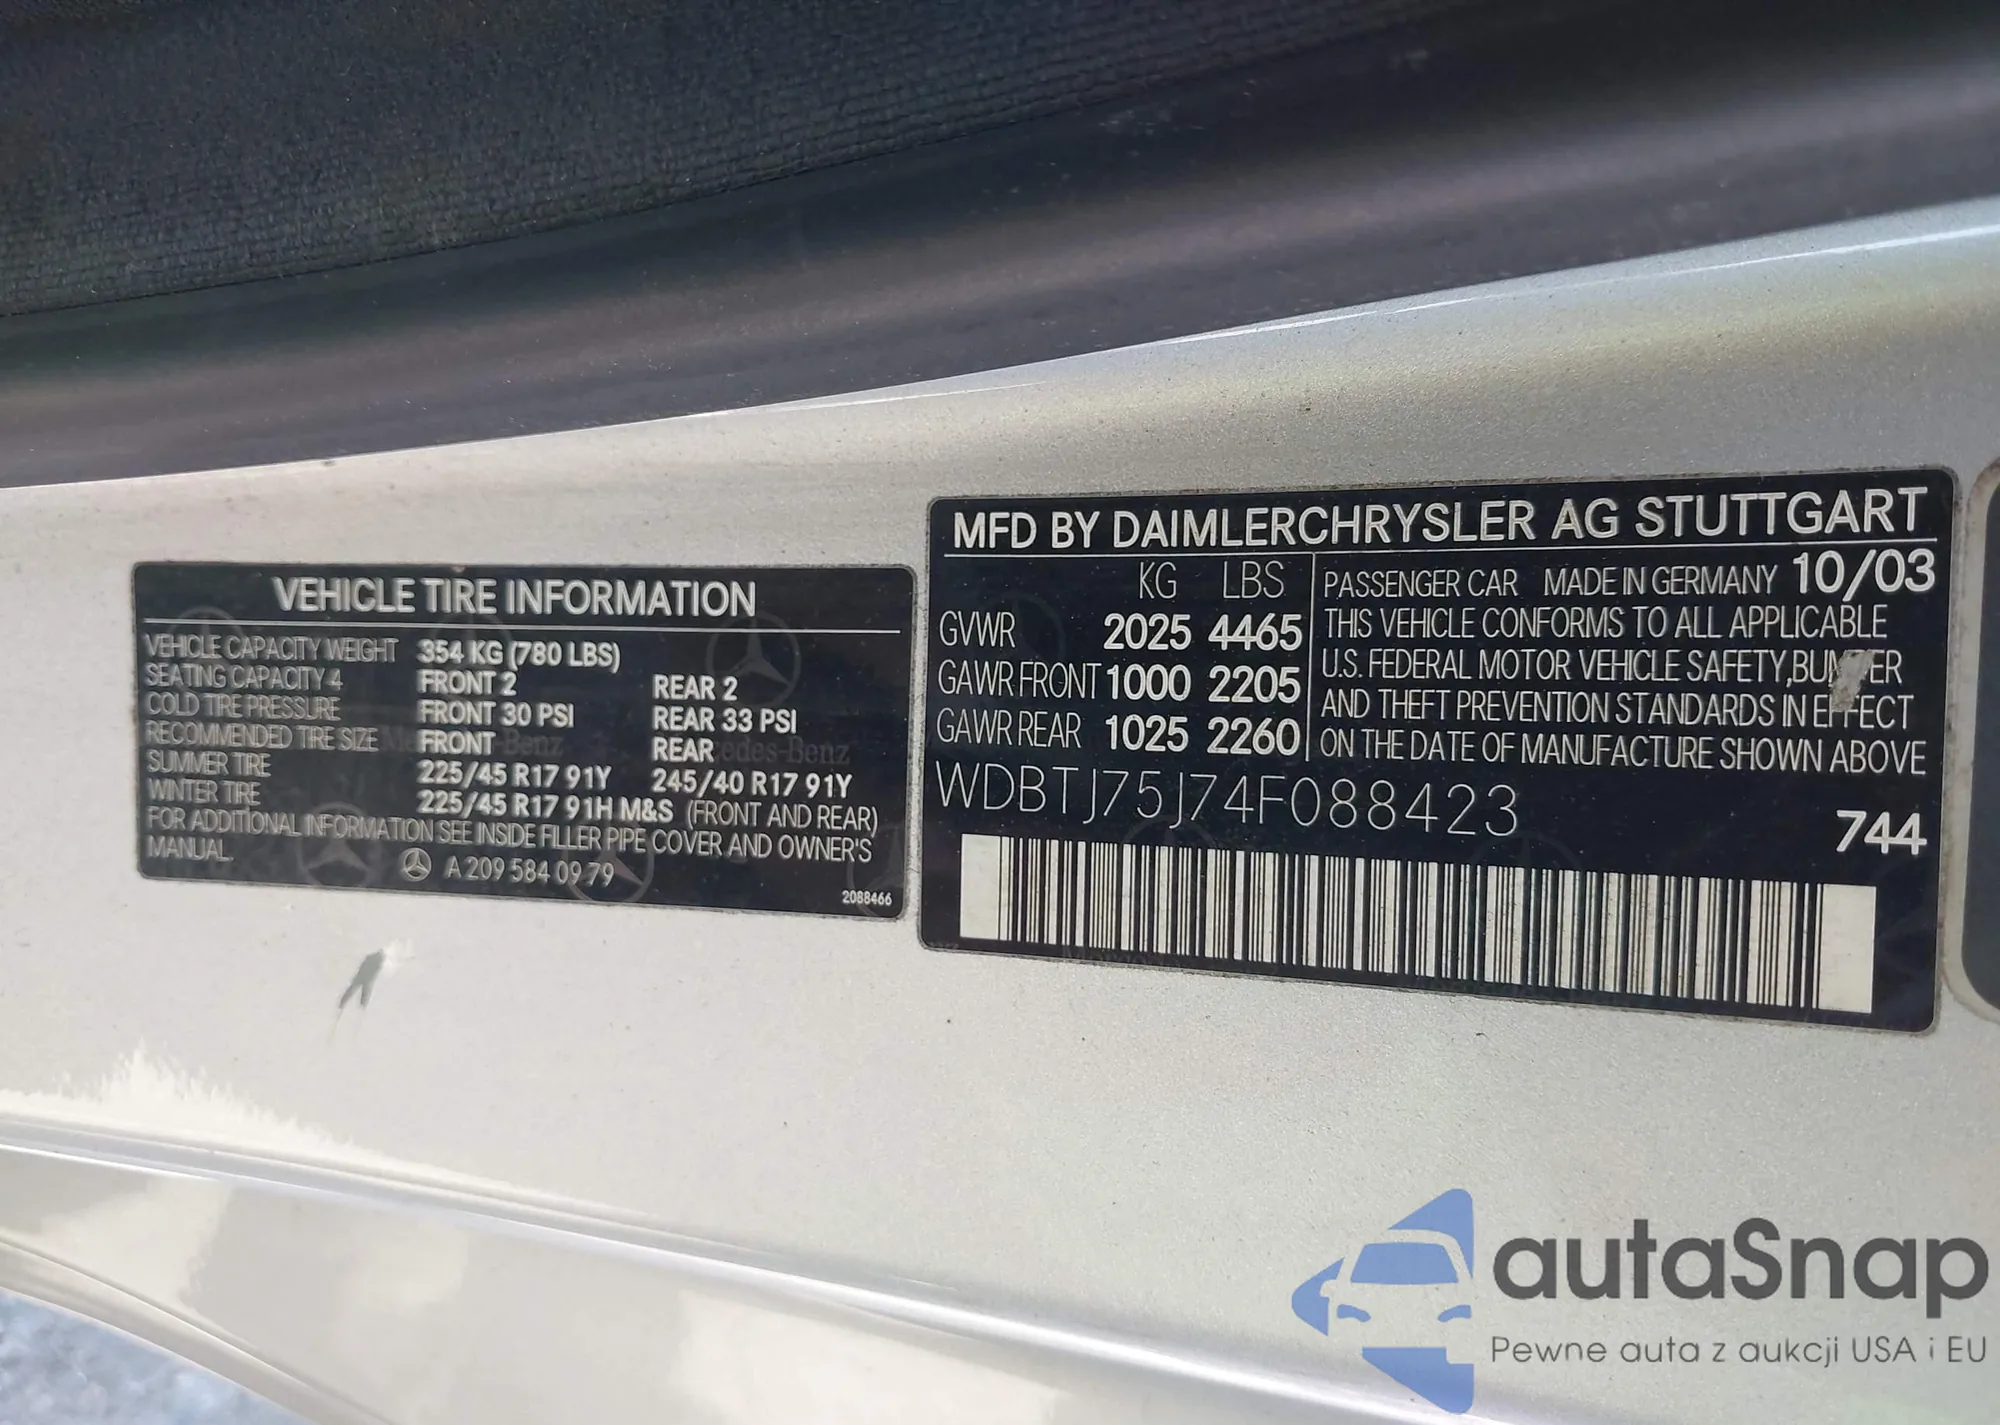 VEHICLE TIRE INFORMATION
VEHICLE CAPACITY WEIGHT 354 KG (780 LBS)
SEATING CAPACITY 4 FRONT 2 REAR 2
COLD TIRE PRESSURE FRONT 30 PSI REAR 33 PSI
RECOMMENDED TIRE SIZE FRONT REAR
SUMMER TIRE 225/45 R17 91Y 245/40 R17 91Y
WINTER TIRE 225/45 R17 91H M&S (FRONT AND REAR)
FOR ADDITIONAL INFORMATION SEE INSIDE FILLER PIPE COVER AND OWNER'S
MANUAL.
A 209 584 09 79
2088466
MFD BY DAIMLERCHRYSLER AG STUTTGART
KG LBS
GVWR 2025 4465
GAWR FRONT 1000 2205
GAWR REAR 1025 2260
PASSENGER CAR MADE IN GERMANY 10/03
THIS VEHICLE CONFORMS TO ALL APPLICABLE
U.S. FEDERAL MOTOR VEHICLE SAFETY, BUMPER
AND THEFT PREVENTION STANDARDS IN EFFECT
ON THE DATE OF MANUFACTURE SHOWN ABOVE
WDBTJ75J74F088423
744
autaSnap
Pewne auta z aukcji USA i EU